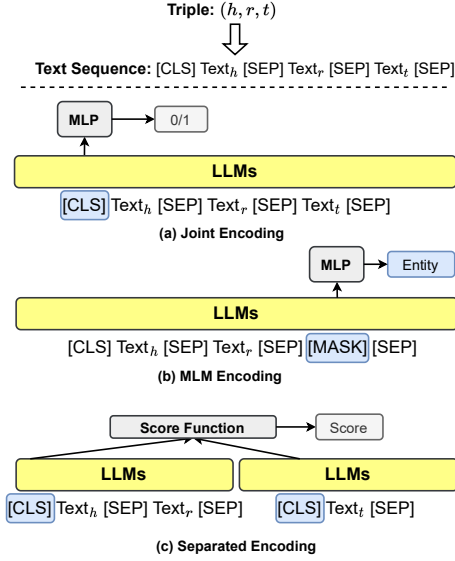 Triple: (h, r, t)
Text Sequence: [CLS] Text_h [SEP] Text_r [SEP] Text_t [SEP]
MLP
0/1
LLMs
[CLS] Text_h [SEP] Text_r [SEP] Text_t [SEP]
(a) Joint Encoding
MLP
Entity
LLMs
[CLS] Text_h [SEP] Text_r [SEP] [MASK] [SEP]
(b) MLM Encoding
Score Function
Score
LLMs
LLMs
[CLS] Text_h [SEP] Text_r [SEP]
[CLS] Text_t [SEP]
(c) Separated Encoding